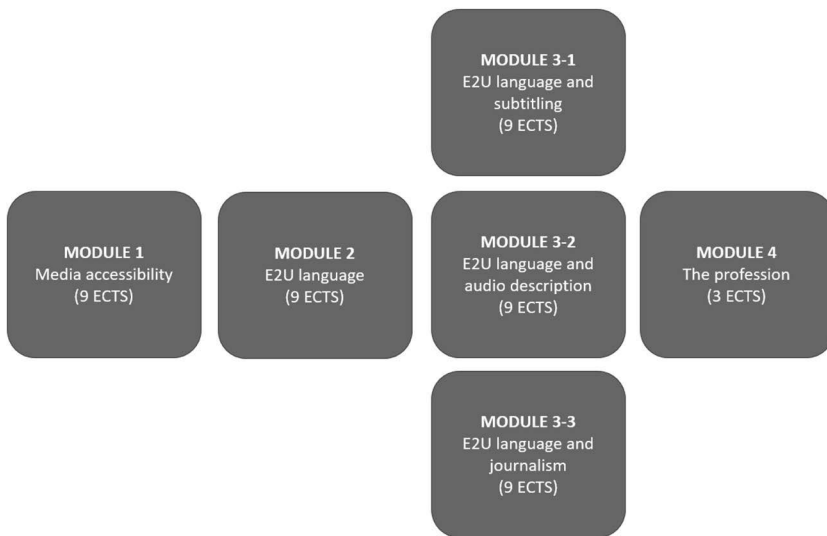 MODULE 3-1
E2U language and
subtitling
(9 ECTS)
MODULE 1
Media accessibility
(9 ECTS)
MODULE 2
E2U language
(9 ECTS)
MODULE 3-2
E2U language and
audio description
(9 ECTS)
MODULE 4
The profession
(3 ECTS)
MODULE 3-3
E2U language and
journalism
(9 ECTS)